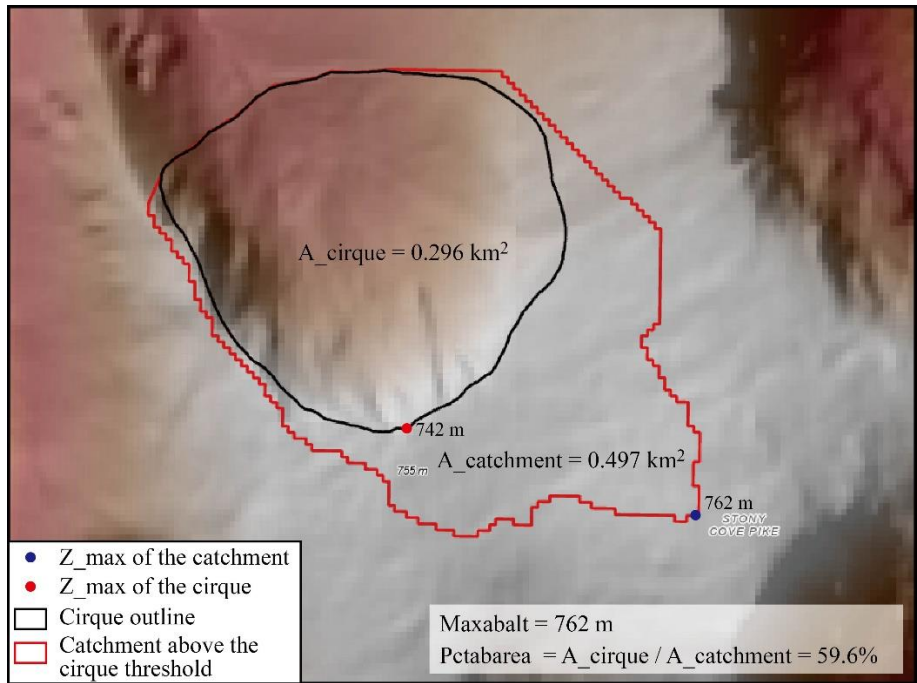 A_cirque = 0.296 km²
742 m
A_catchment = 0.497 km²
755 m
762 m
STONY
COVE PIKE
Z_max of the catchment
Z_max of the cirque
Cirque outline
Catchment above the
cirque threshold
Maxabalt = 762 m
Pctabarea = A_cirque / A_catchment = 59.6%